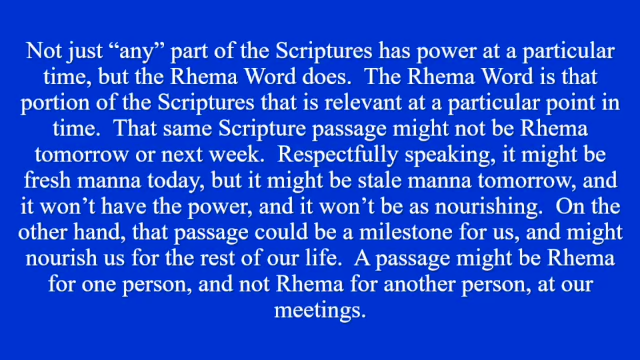 Not just “any” part of the Scriptures has power at a particular
time, but the Rhema Word does.  The Rhema Word is that
portion of the Scriptures that is relevant at a particular point in
time.  That same Scripture passage might not be Rhema
tomorrow or next week.  Respectfully speaking, it might be
fresh manna today, but it might be stale manna tomorrow, and
it won’t have the power, and it won’t be as nourishing.  On the
other hand, that passage could be a milestone for us, and might
nourish us for the rest of our life.  A passage might be Rhema
for one person, and not Rhema for another person, at our
meetings.